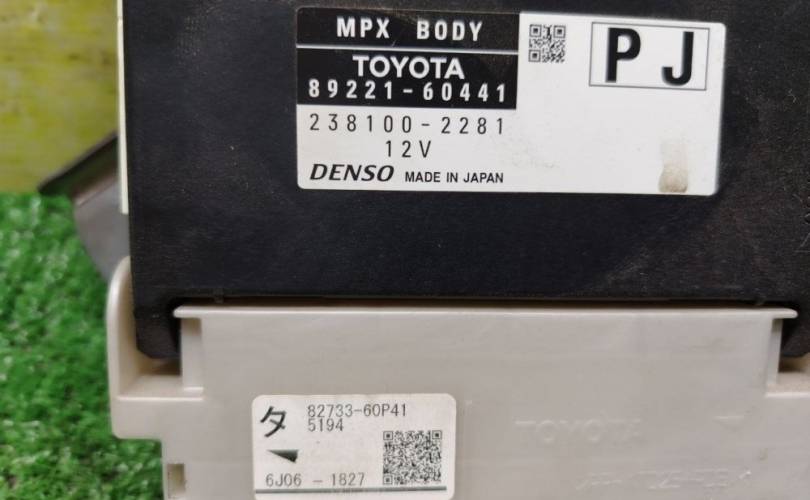 MPX BODY
PJ
TOYOTA
89221-60441
238100-2281
12V
DENSO MADE IN JAPAN
タ 82733-60P41
5194
6J06 - 1827
TOYOTA